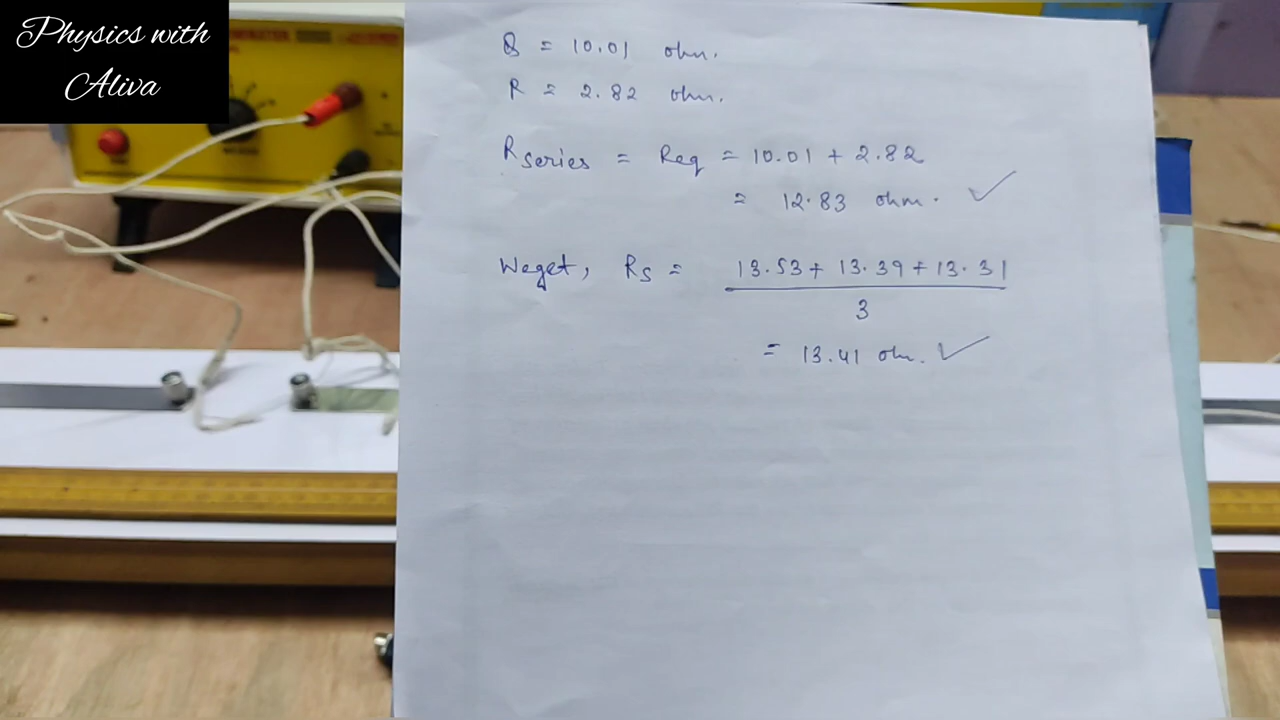 Physics with
Aliva
8 = 10.01 ohm.
R = 2.82 ohm.
Rseries = Req = 10.01 + 2.82
= 12.83 ohm. ✓
Weget, Rs = 13.53 + 13.39 + 13.31
3
= 13.41 ohm. ✓